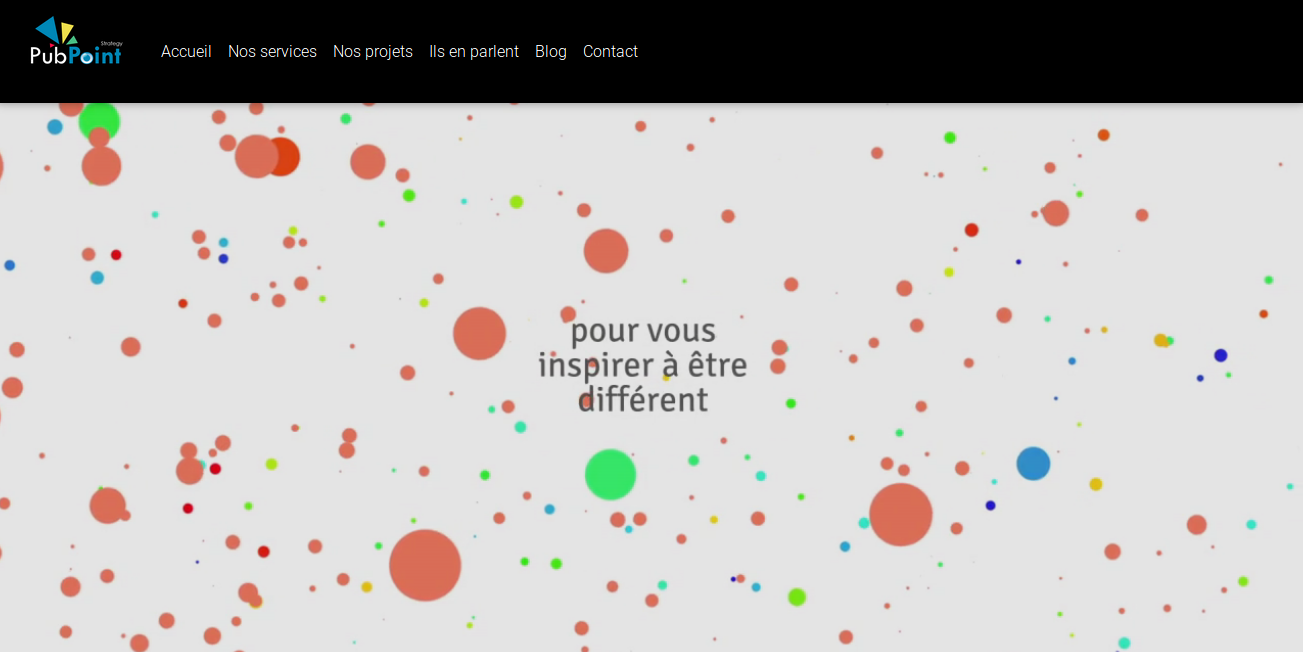 Strategy
PubPoint
Accueil Nos services Nos projets Ils en parlent Blog Contact
pour vous
inspirer à être
différent